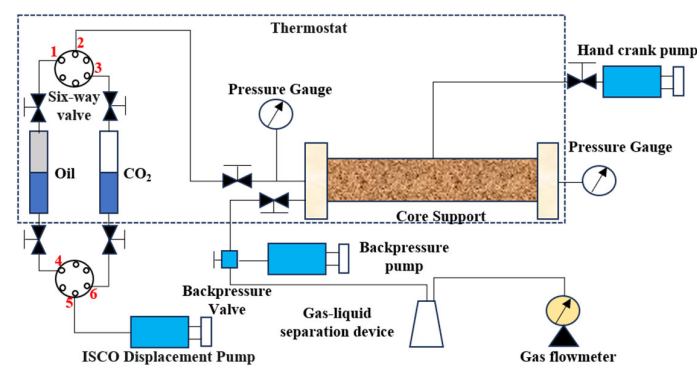 Thermostat
2
1
3
Six-way
valve
Hand crank pump
Pressure Gauge
Pressure Gauge
Oil
CO₂
Core Support
4
5
6
Backpressure
pump
Backpressure
Valve
Gas-liquid
separation device
ISCO Displacement Pump
Gas flowmeter